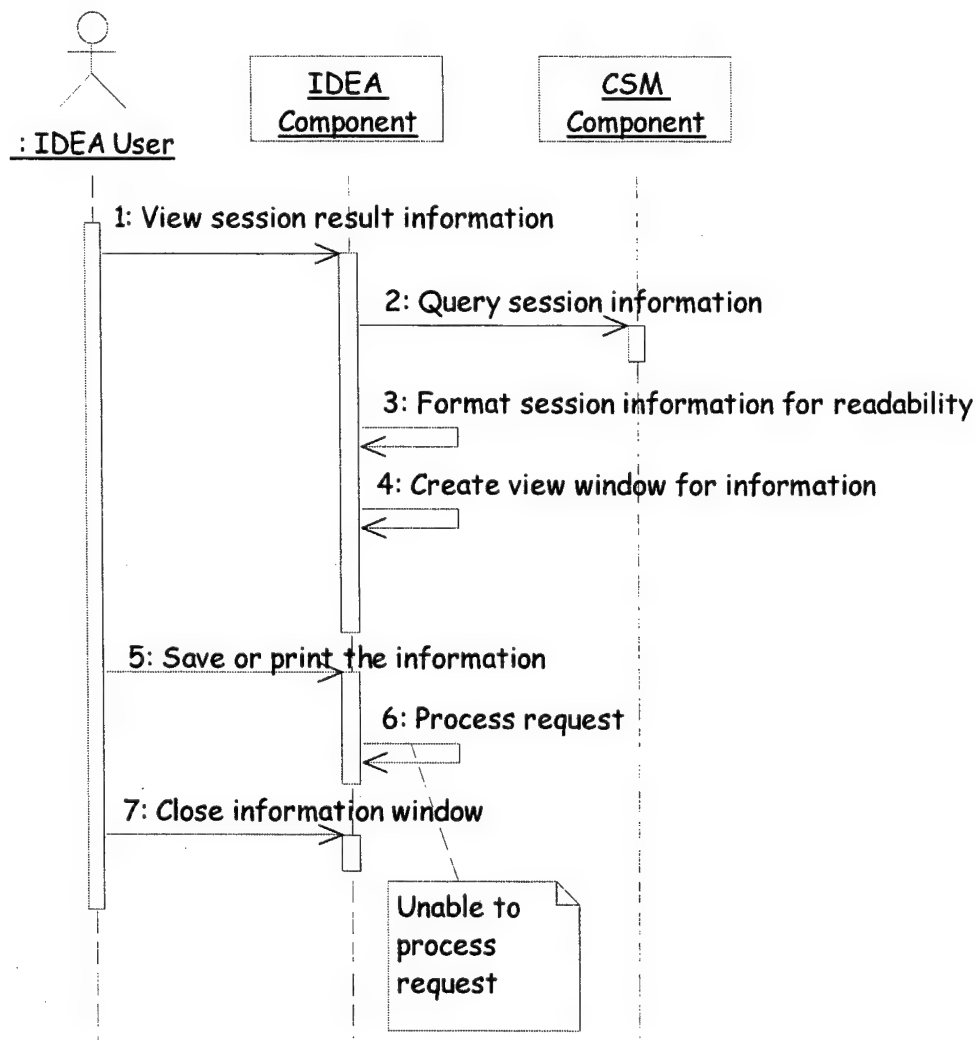 : IDEA User
IDEA
Component
CSM
Component
1: View session result information
2: Query session information
3: Format session information for readability
4: Create view window for information
5: Save or print the information
6: Process request
7: Close information window
Unable to
process
request